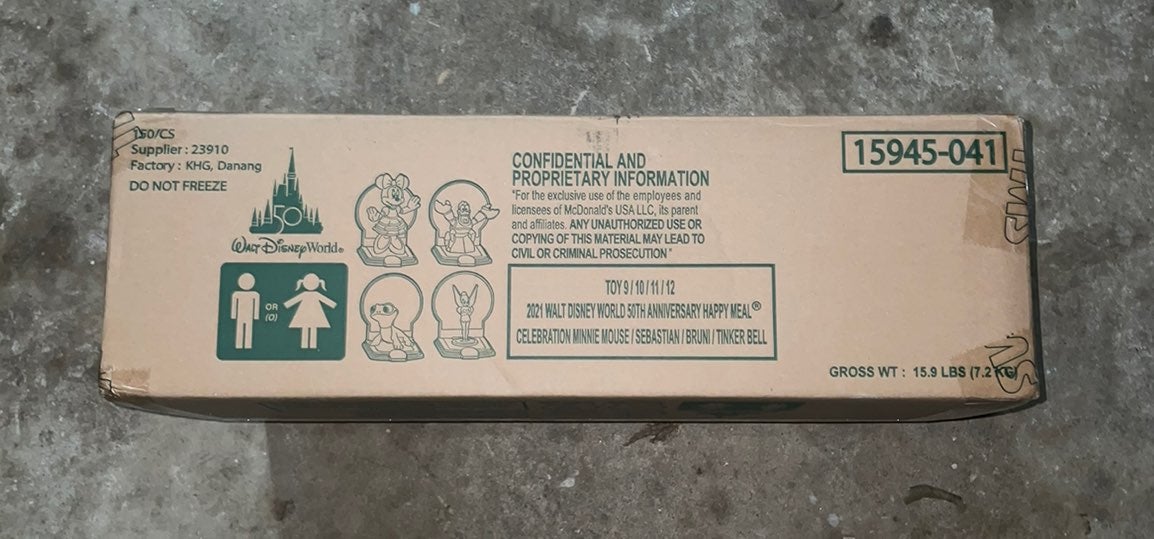 150/CS
Supplier : 23910
Factory : KHG, Danang
DO NOT FREEZE
50
Walt Disney World®
OR
(O)
CONFIDENTIAL AND
PROPRIETARY INFORMATION
"For the exclusive use of the employees and
licensees of McDonald's USA LLC, its parent
and affiliates. ANY UNAUTHORIZED USE OR
COPYING OF THIS MATERIAL MAY LEAD TO
CIVIL OR CRIMINAL PROSECUTION"
TOY 9 / 10 / 11 / 12
2021 WALT DISNEY WORLD 50TH ANNIVERSARY HAPPY MEAL®
CELEBRATION MINNIE MOUSE / SEBASTIAN / BRUNI / TINKER BELL
15945-041
GROSS WT : 15.9 LBS (7.2 KG)